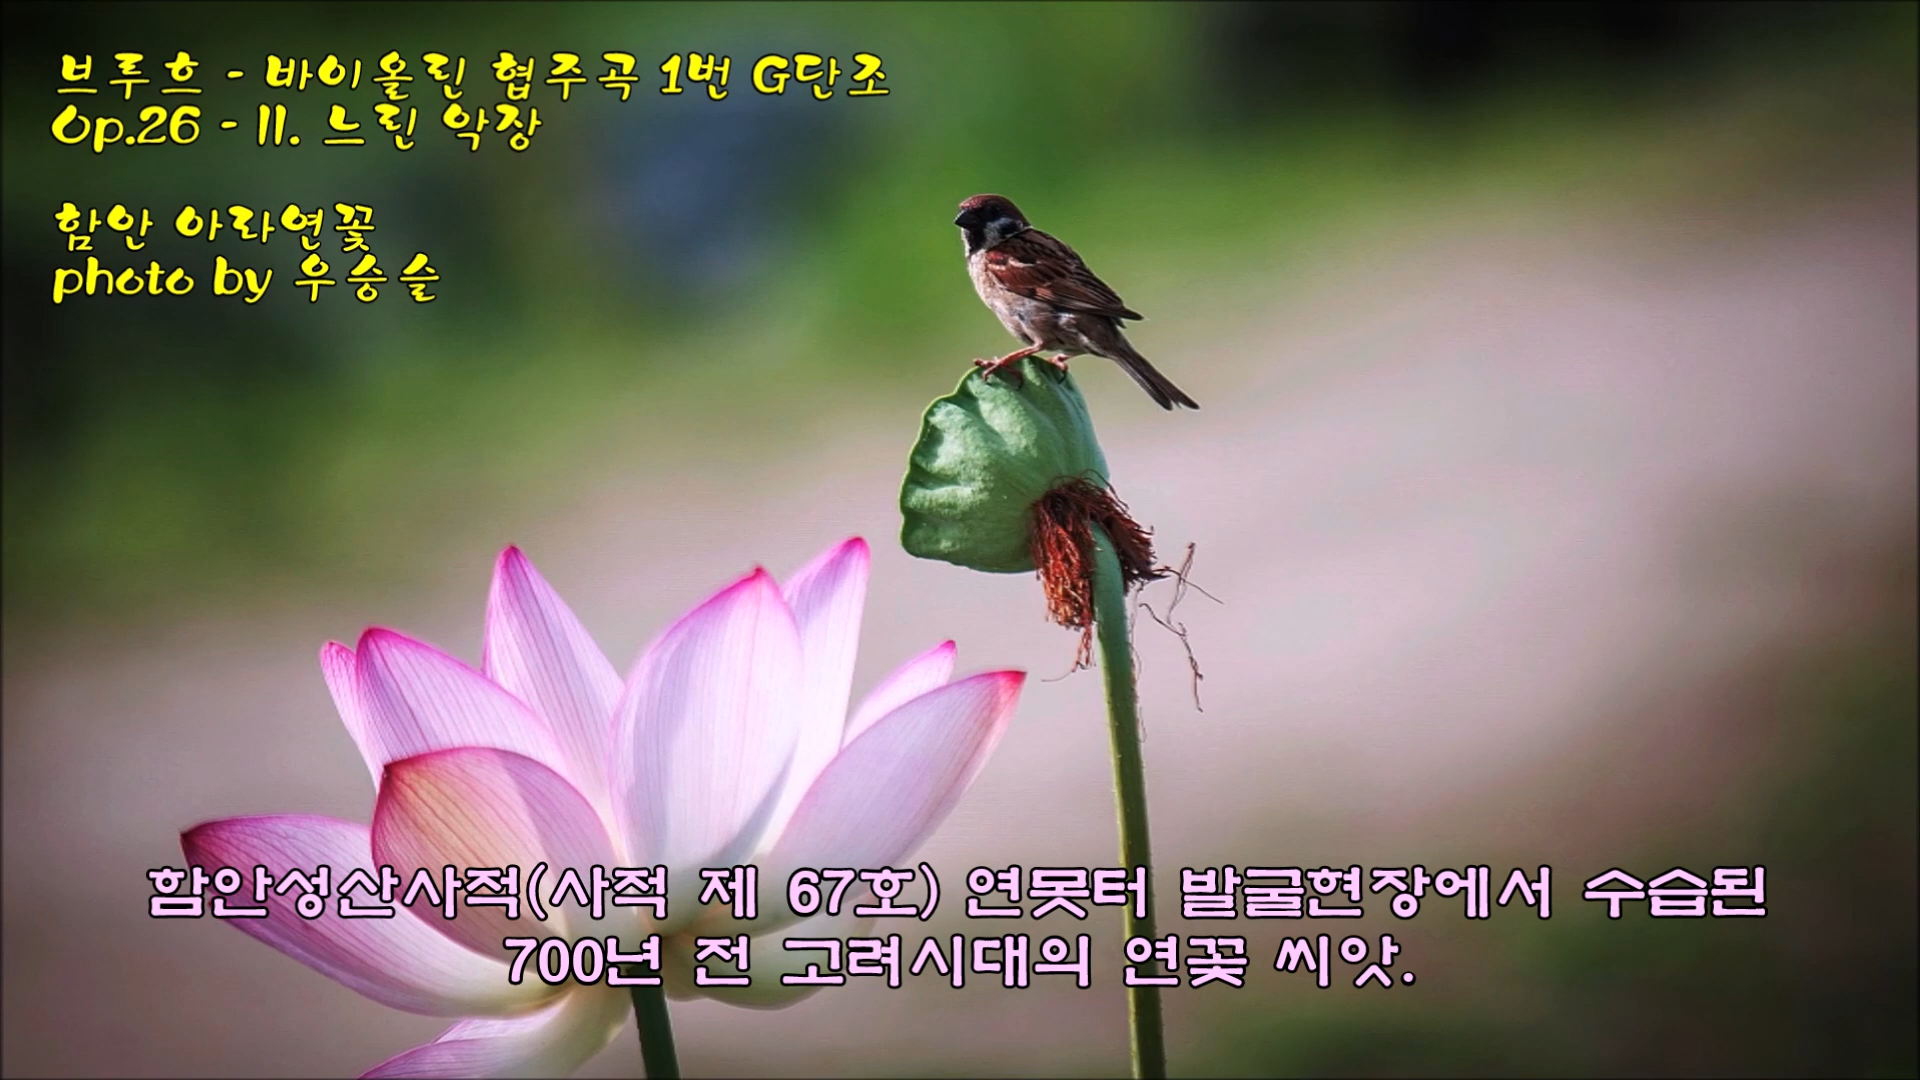 브루흐 - 바이올린 협주곡 1번 G단조
Op.26 - II. 느린 악장
함안 아라연꽃
photo by 우승술
함안성산사적(사적 제 67호) 연못터 발굴현장에서 수습된
700년 전 고려시대의 연꽃 씨앗.